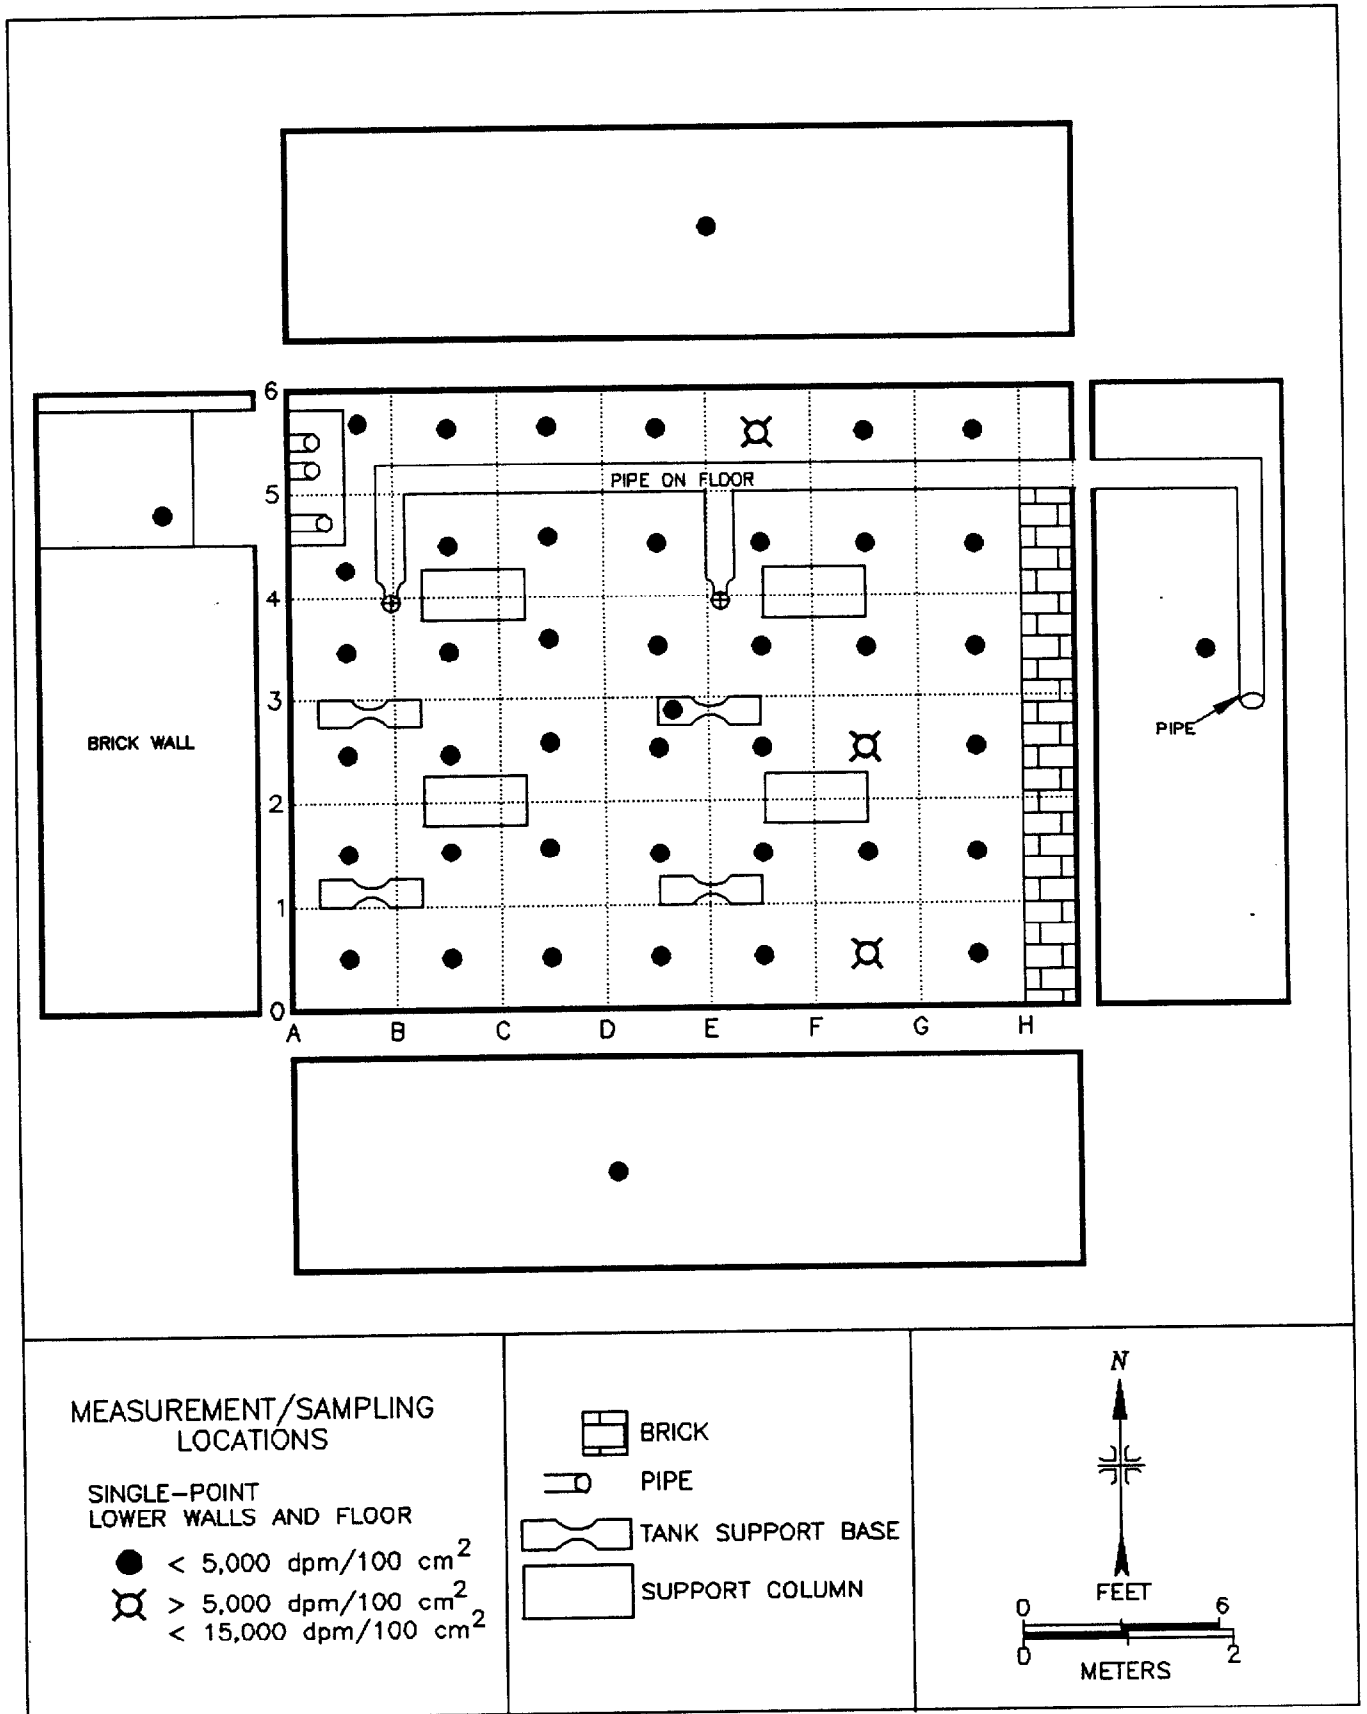 6
5
PIPE ON FLOOR
4
3
BRICK WALL
PIPE
2
1
0
A B C D E F G H
MEASUREMENT/SAMPLING
LOCATIONS
SINGLE-POINT
LOWER WALLS AND FLOOR
< 5,000 dpm/100 cm²
> 5,000 dpm/100 cm²
< 15,000 dpm/100 cm²
BRICK
PIPE
TANK SUPPORT BASE
SUPPORT COLUMN
N
FEET
0 6
0 2
METERS